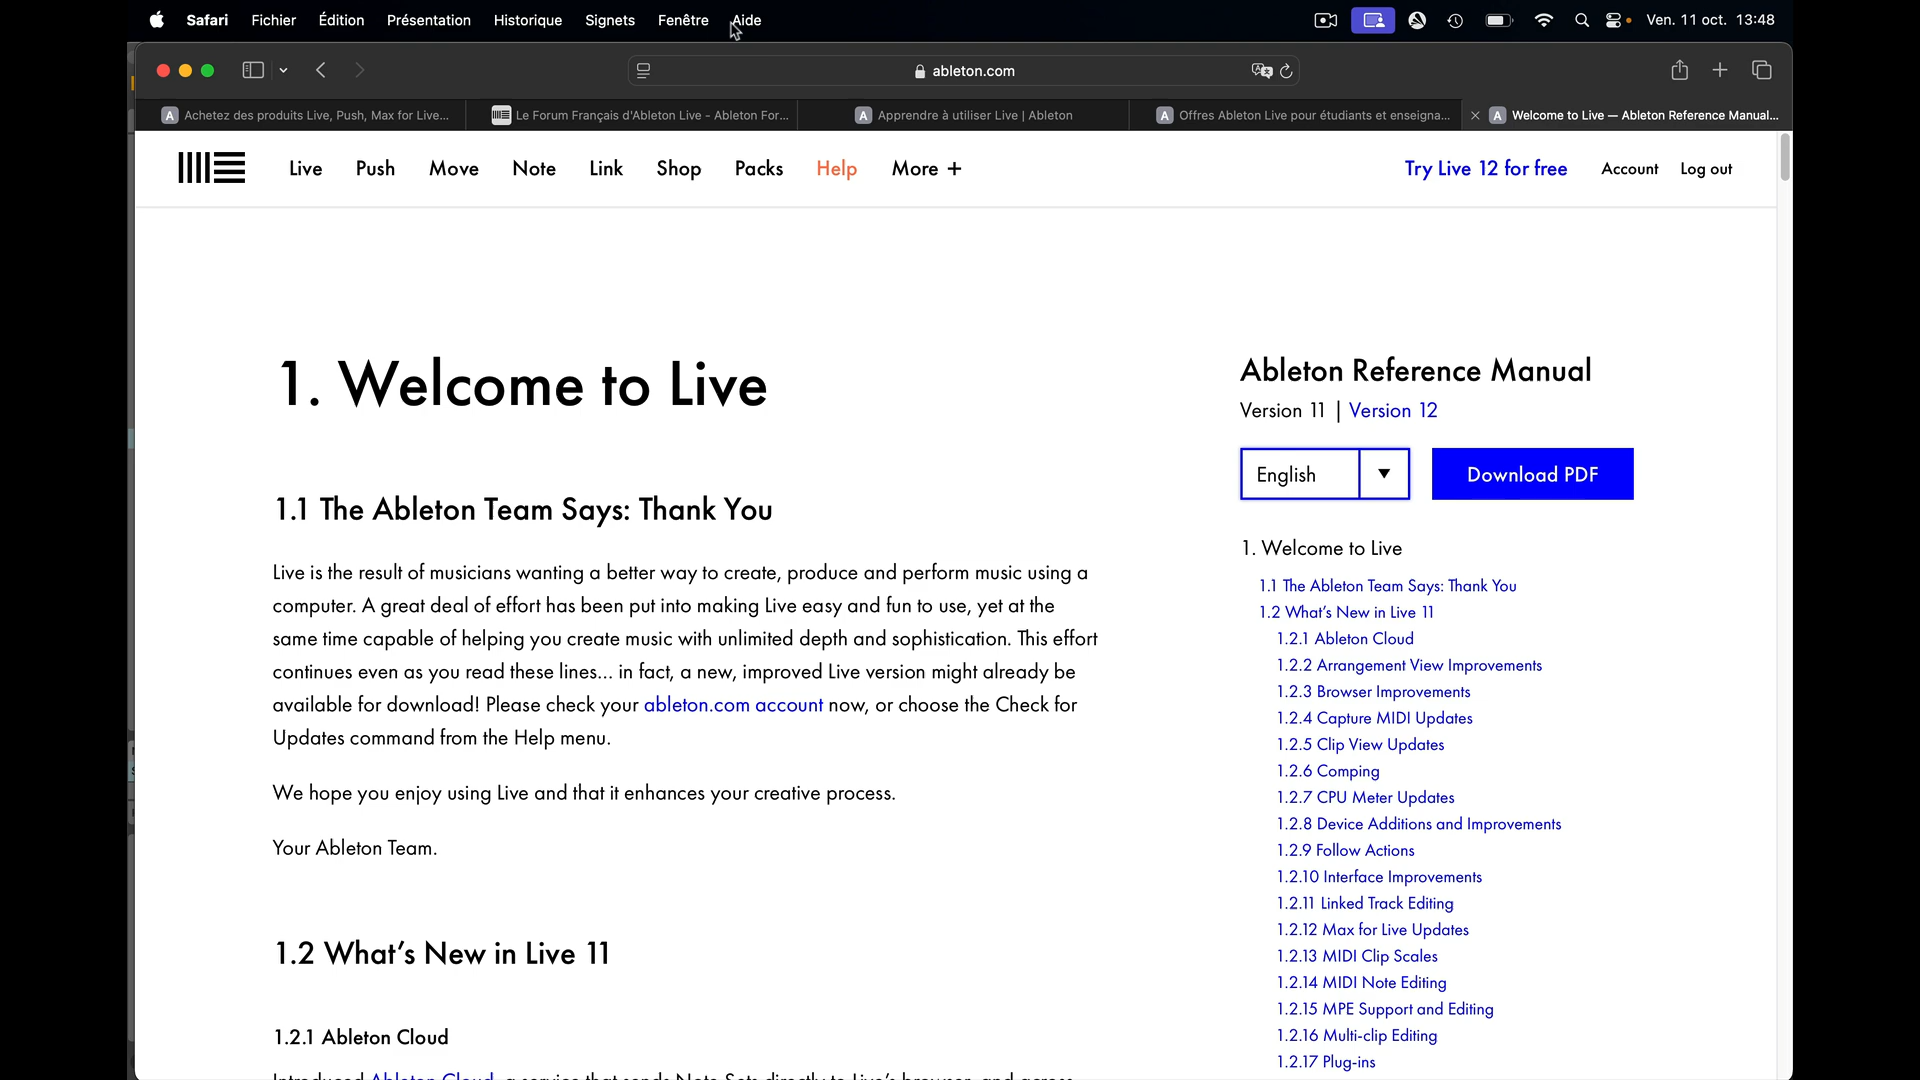 Safari Fichier Édition Présentation Historique Signets Fenêtre Aide Ven. 11 oct. 13:48
ableton.com
Achetez des produits Live, Push, Max for Live...
Le Forum Français d'Ableton Live - Ableton For...
Apprendre à utiliser Live | Ableton
Offres Ableton Live pour étudiants et enseigna...
Welcome to Live — Ableton Reference Manual...
Live Push Move Note Link Shop Packs Help More + Try Live 12 for free Account Log out
1. Welcome to Live
1.1 The Ableton Team Says: Thank You
Live is the result of musicians wanting a better way to create, produce and perform music using a
computer. A great deal of effort has been put into making Live easy and fun to use, yet at the
same time capable of helping you create music with unlimited depth and sophistication. This effort
continues even as you read these lines... in fact, a new, improved Live version might already be
available for download! Please check your ableton.com account now, or choose the Check for
Updates command from the Help menu.
We hope you enjoy using Live and that it enhances your creative process.
Your Ableton Team.
1.2 What's New in Live 11
1.2.1 Ableton Cloud
Introduced Ableton Cloud, a service that sends Note Sets directly to Live's browser, and across
Ableton Reference Manual
Version 11 | Version 12
English
Download PDF
1. Welcome to Live
1.1 The Ableton Team Says: Thank You
1.2 What's New in Live 11
1.2.1 Ableton Cloud
1.2.2 Arrangement View Improvements
1.2.3 Browser Improvements
1.2.4 Capture MIDI Updates
1.2.5 Clip View Updates
1.2.6 Comping
1.2.7 CPU Meter Updates
1.2.8 Device Additions and Improvements
1.2.9 Follow Actions
1.2.10 Interface Improvements
1.2.11 Linked Track Editing
1.2.12 Max for Live Updates
1.2.13 MIDI Clip Scales
1.2.14 MIDI Note Editing
1.2.15 MPE Support and Editing
1.2.16 Multi-clip Editing
1.2.17 Plug-ins